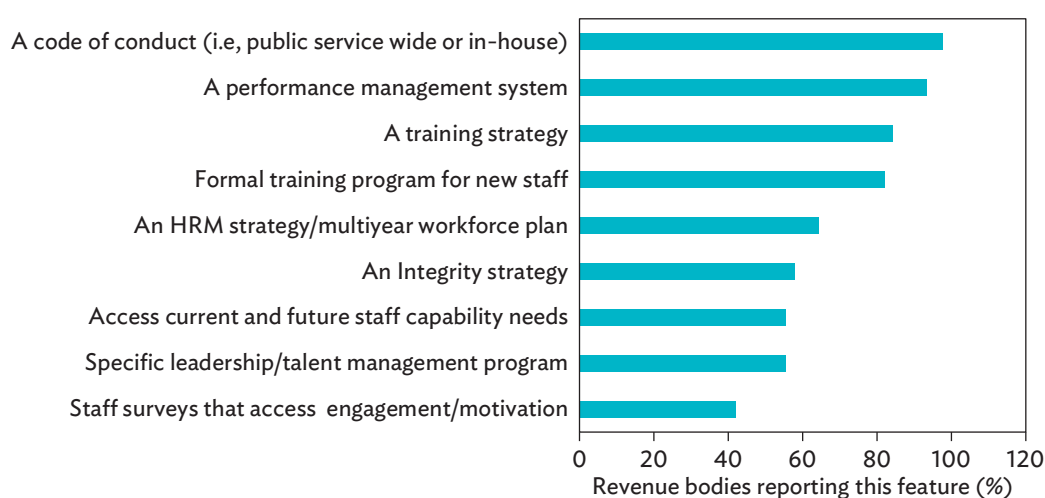 A code of conduct (i.e, public service wide or in-house)
A performance management system
A training strategy
Formal training program for new staff
An HRM strategy/multiyear workforce plan
An Integrity strategy
Access current and future staff capability needs
Specific leadership/talent management program
Staff surveys that access engagement/motivation
0 20 40 60 80 100 120
Revenue bodies reporting this feature (%)